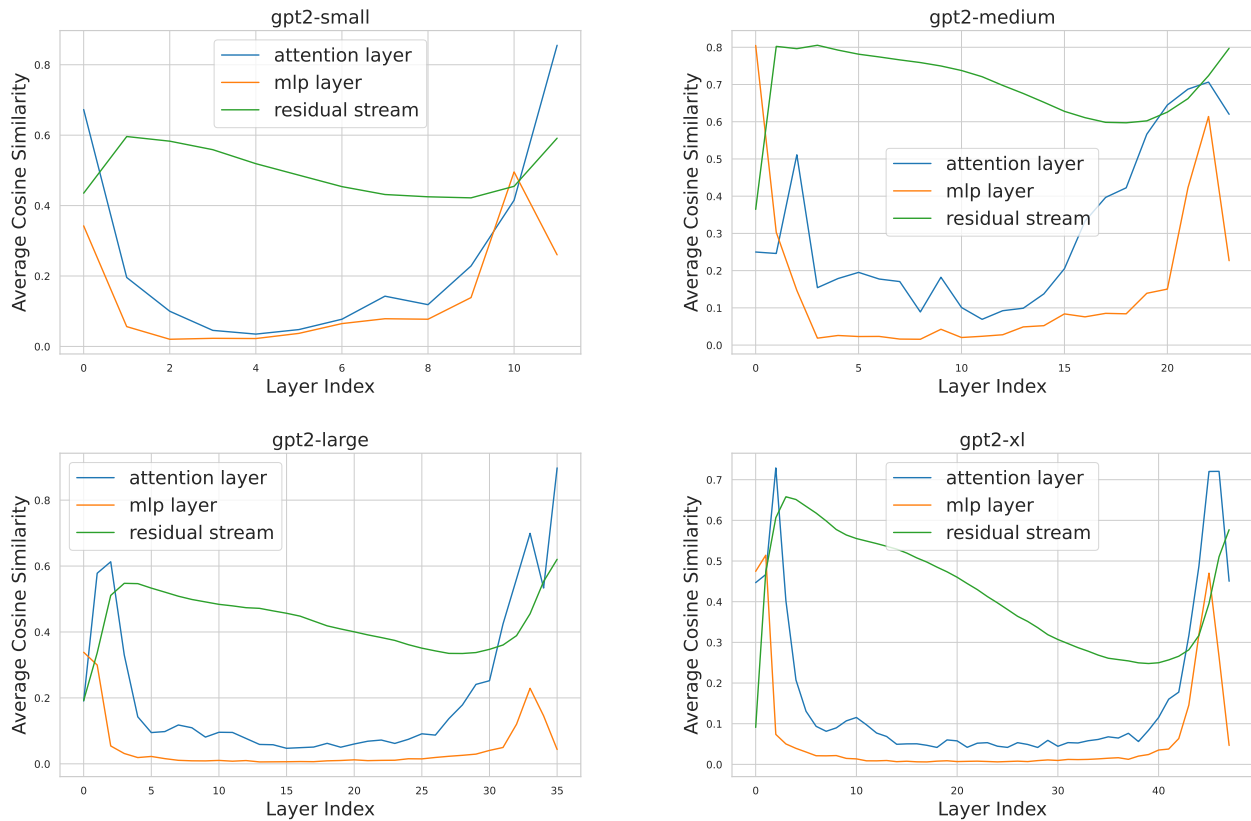 gpt2-small
Average Cosine Similarity
0.8
0.6
0.4
0.2
0.0
attention layer
mlp layer
residual stream
0 2 4 6 8 10
Layer Index
gpt2-medium
Average Cosine Similarity
0.8
0.7
0.6
0.5
0.4
0.3
0.2
0.1
0.0
attention layer
mlp layer
residual stream
0 5 10 15 20
Layer Index
gpt2-large
Average Cosine Similarity
0.8
0.6
0.4
0.2
0.0
attention layer
mlp layer
residual stream
0 5 10 15 20 25 30 35
Layer Index
gpt2-xl
Average Cosine Similarity
0.7
0.6
0.5
0.4
0.3
0.2
0.1
0.0
attention layer
mlp layer
residual stream
0 10 20 30 40
Layer Index